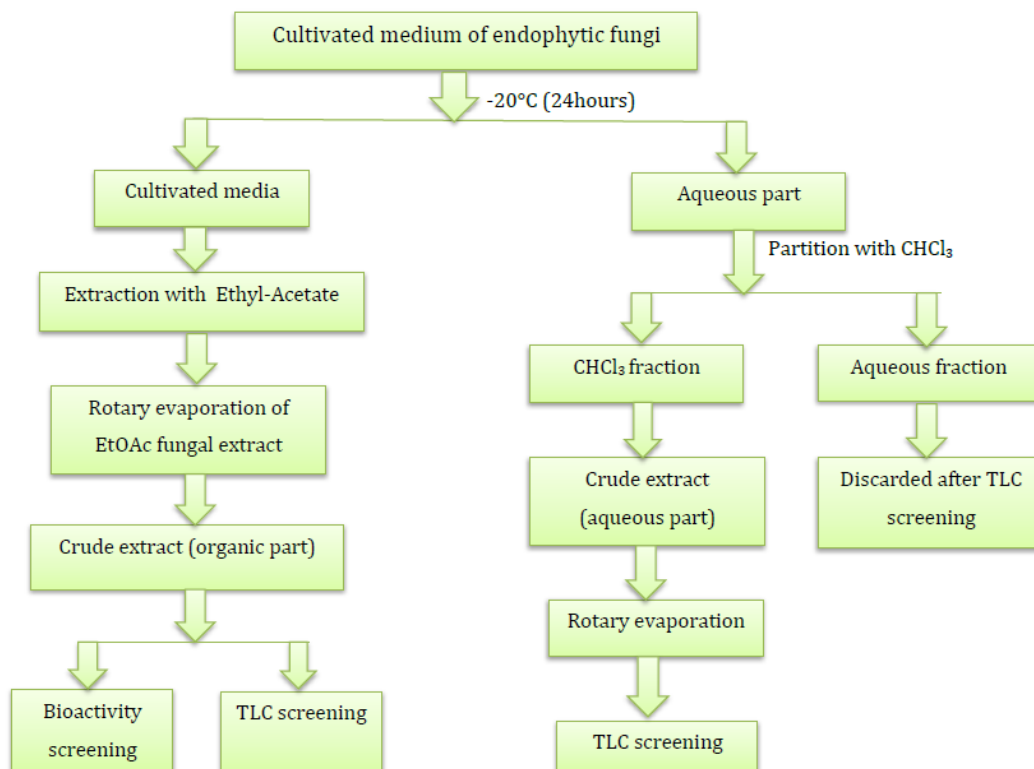 Cultivated medium of endophytic fungi
-20°C (24hours)
Cultivated media
Aqueous part
Partition with CHCl₃
Extraction with Ethyl-Acetate
CHCl₃ fraction
Aqueous fraction
Rotary evaporation of
EtOAc fungal extract
Crude extract
(aqueous part)
Discarded after TLC
screening
Crude extract (organic part)
Rotary evaporation
Bioactivity
screening
TLC screening
TLC screening